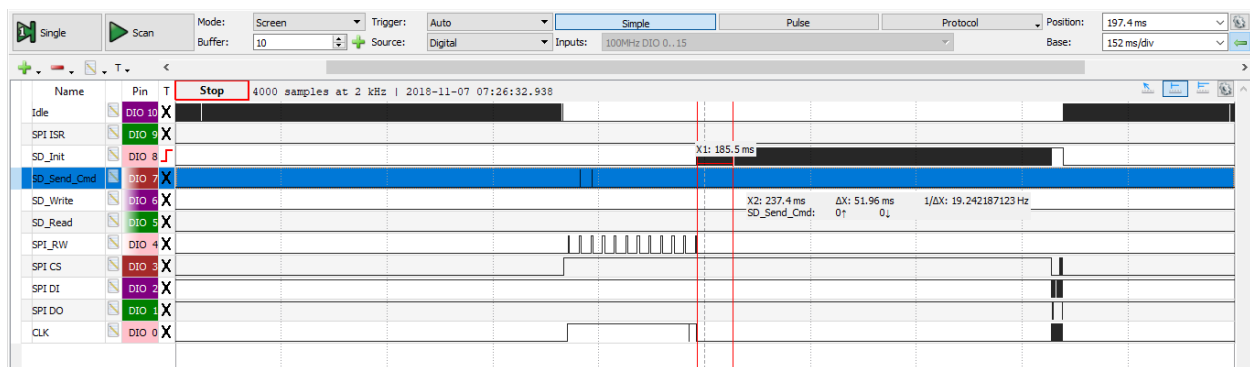 Single
Scan
Mode: Screen Trigger: Auto Simple Pulse Protocol Position: 197.4 ms
Buffer: 10 Source: Digital Inputs: 100MHz DIO 0..15 Base: 152 ms/div
T
Name Pin T Stop 4000 samples at 2 kHz | 2018-11-07 07:26:32.938
Idle DIO 10 X
SPI ISR DIO 9 X
SD_Init DIO 8 X1: 185.5 ms
SD_Send_Cmd DIO 7 X
SD_Write DIO 6 X X2: 237.4 ms ΔX: 51.96 ms 1/ΔX: 19.242187123 Hz
SD_Send_Cmd: 0↑ 0↓
SD_Read DIO 5 X
SPI_RW DIO 4 X
SPI CS DIO 3 X
SPI DI DIO 2 X
SPI DO DIO 1 X
CLK DIO 0 X